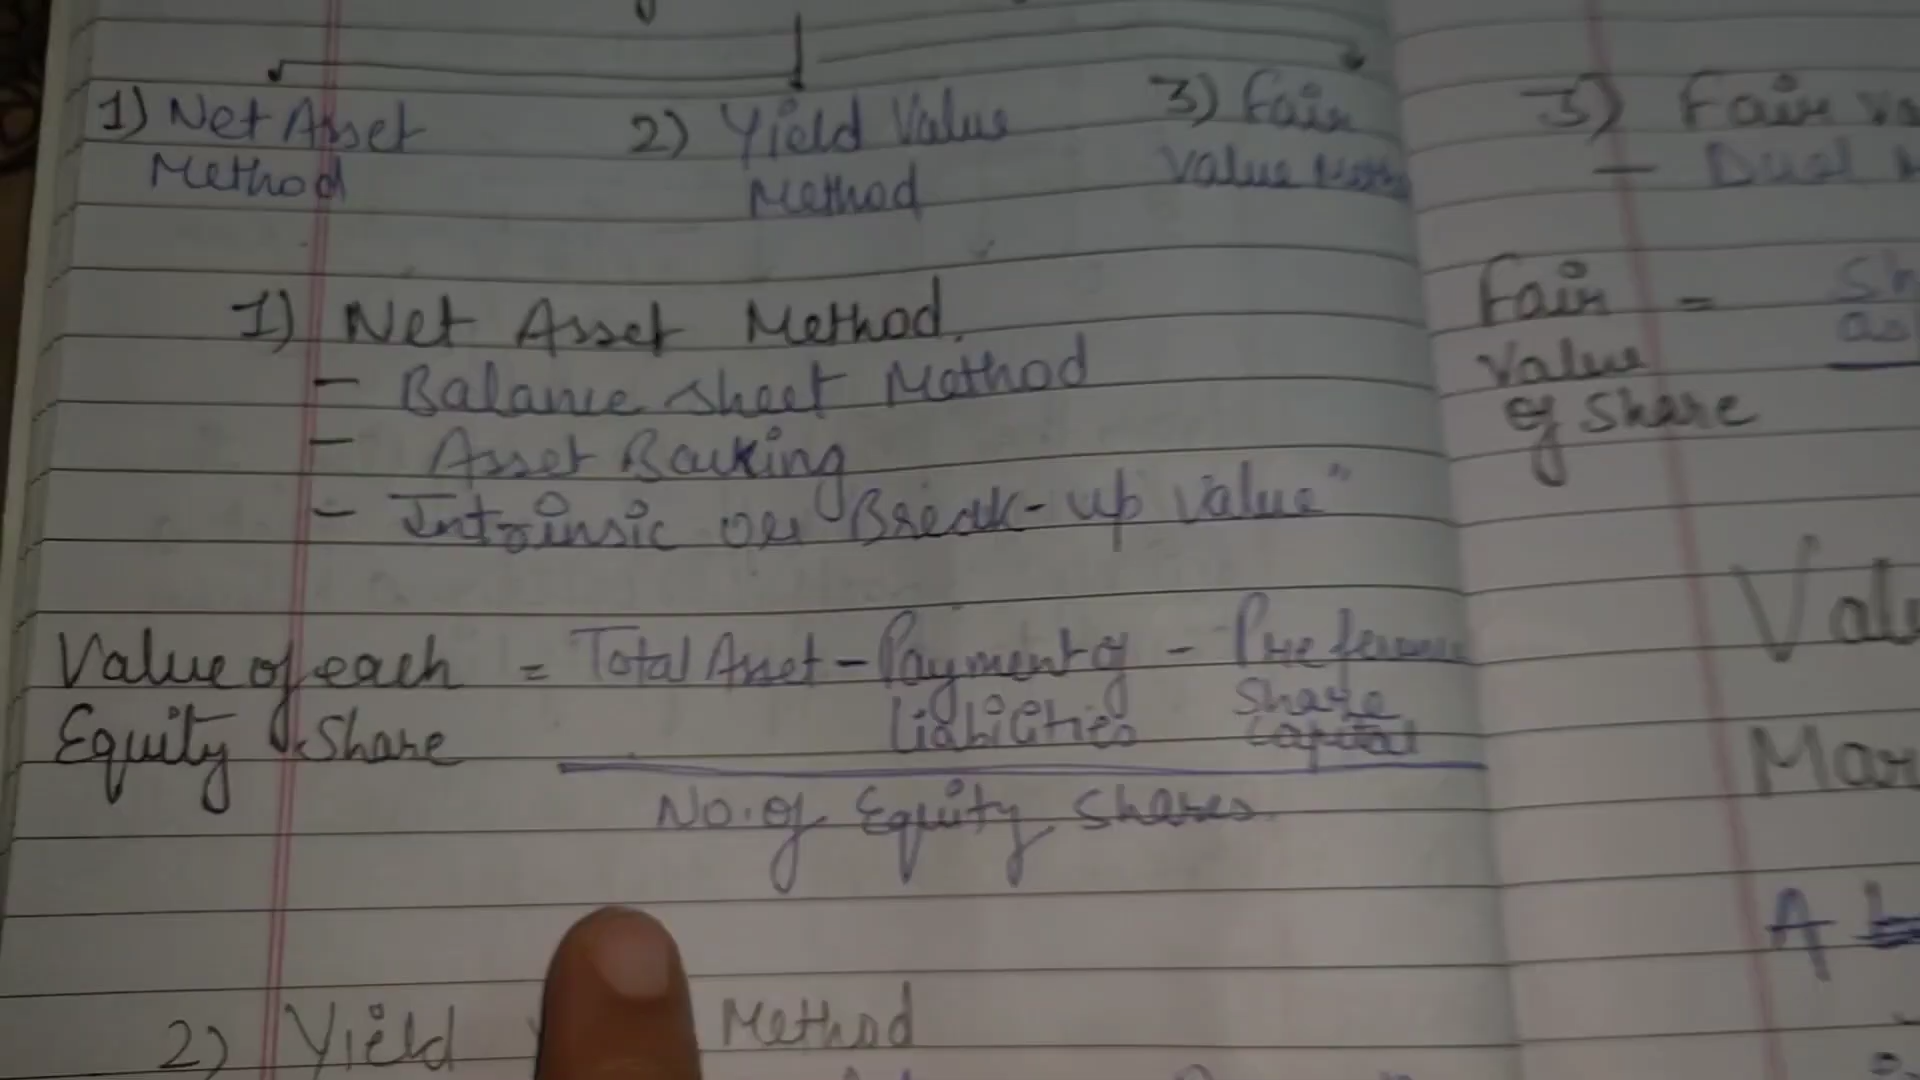 1) Net Asset
Method
2) Yield Value
Method
3) Fair
Value
1) Net Asset Method.
- Balance sheet Method
- Asset Backing
- Intrinsic or "Break-up value"
Value of each = Total Asset - Payment of - Preference
Equity Share Liabilities Share
Capital
No. of Equity Shares.
2) Yield Method
3) Fair
- Dual
Fair =
Value
of Share
A